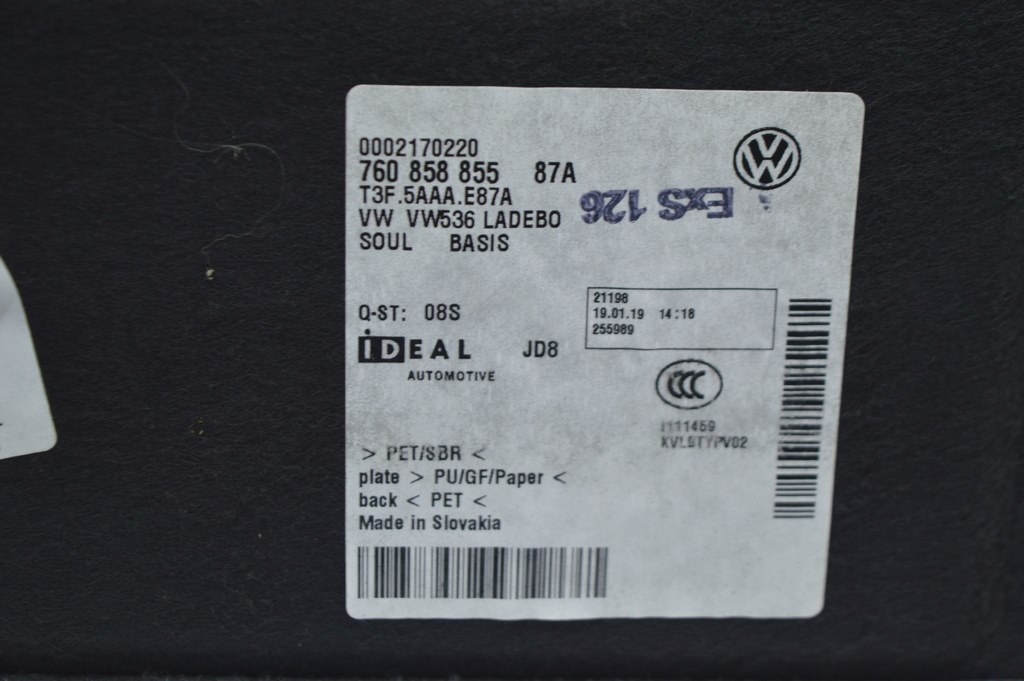 0002170220
760 858 855 87A
T3F.5AAA.E87A
VW VW536 LADEBO
SOUL BASIS
ExS 126
Q-ST: 08S
21198
19.01.19 14:18
255989
iDEAL JD8
AUTOMOTIVE
CCC
> PET/SBR <
plate > PU/GF/Paper <
back < PET <
Made in Slovakia